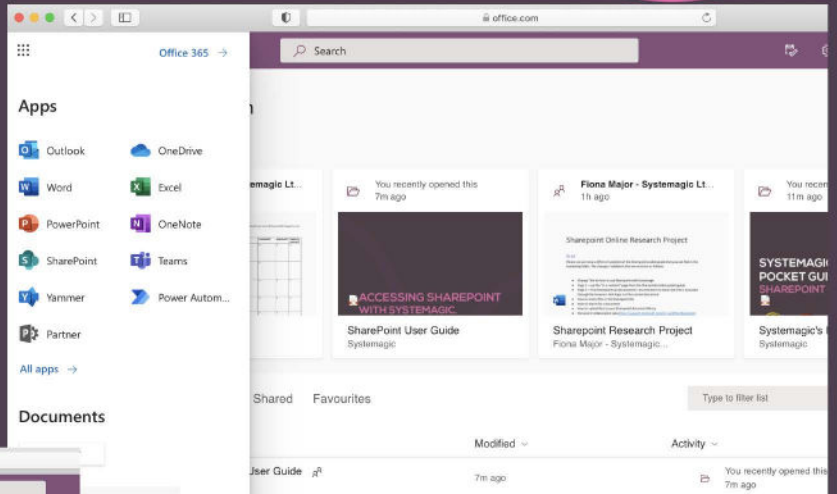 office.com
Office 365 →
Search
Apps
Outlook
OneDrive
Word
Excel
PowerPoint
OneNote
SharePoint
Teams
Yammer
Power Autom...
Partner
All apps →
Documents
emagic Lt...
You recently opened this
7m ago
ACCESSING SHAREPOINT
WITH SYSTEMAGIC.
SharePoint User Guide
Systemagic
Fiona Major - Systemagic Lt...
1h ago
Sharepoint Online Research Project
Sharepoint Research Project
Fiona Major - Systemagic...
You recen
11m ago
SYSTEMAGI
POCKET GUI
SHAREPOINT
Systemagic's
Systemagic
Shared
Favourites
Type to filter list
Modified
Activity
User Guide
7m ago
You recently opened this
7m ago